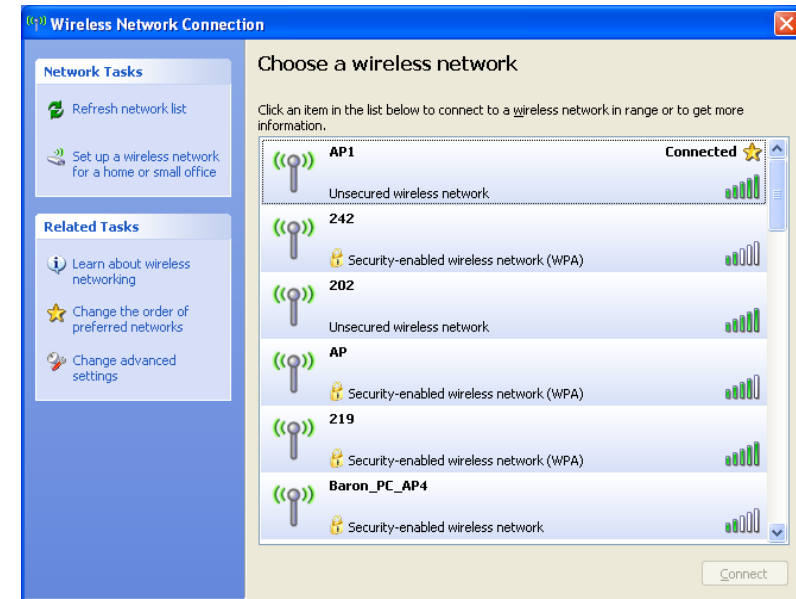 Wireless Network Connection
Network Tasks
Refresh network list
Set up a wireless network
for a home or small office
Related Tasks
Learn about wireless
networking
Change the order of
preferred networks
Change advanced
settings
Choose a wireless network
Click an item in the list below to connect to a wireless network in range or to get more
information.
AP1 Connected
Unsecured wireless network
242
Security-enabled wireless network (WPA)
202
Unsecured wireless network
AP
Security-enabled wireless network (WPA)
219
Security-enabled wireless network (WPA)
Baron_PC_AP4
Security-enabled wireless network
Connect